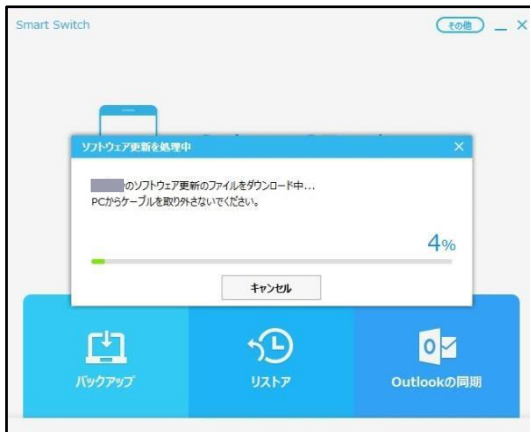 Smart Switch
その他
ソフトウェア更新を処理中
のソフトウェア更新のファイルをダウンロード中...
PCからケーブルを取り外さないでください。
4%
キャンセル
バックアップ
リストア
Outlookの同期